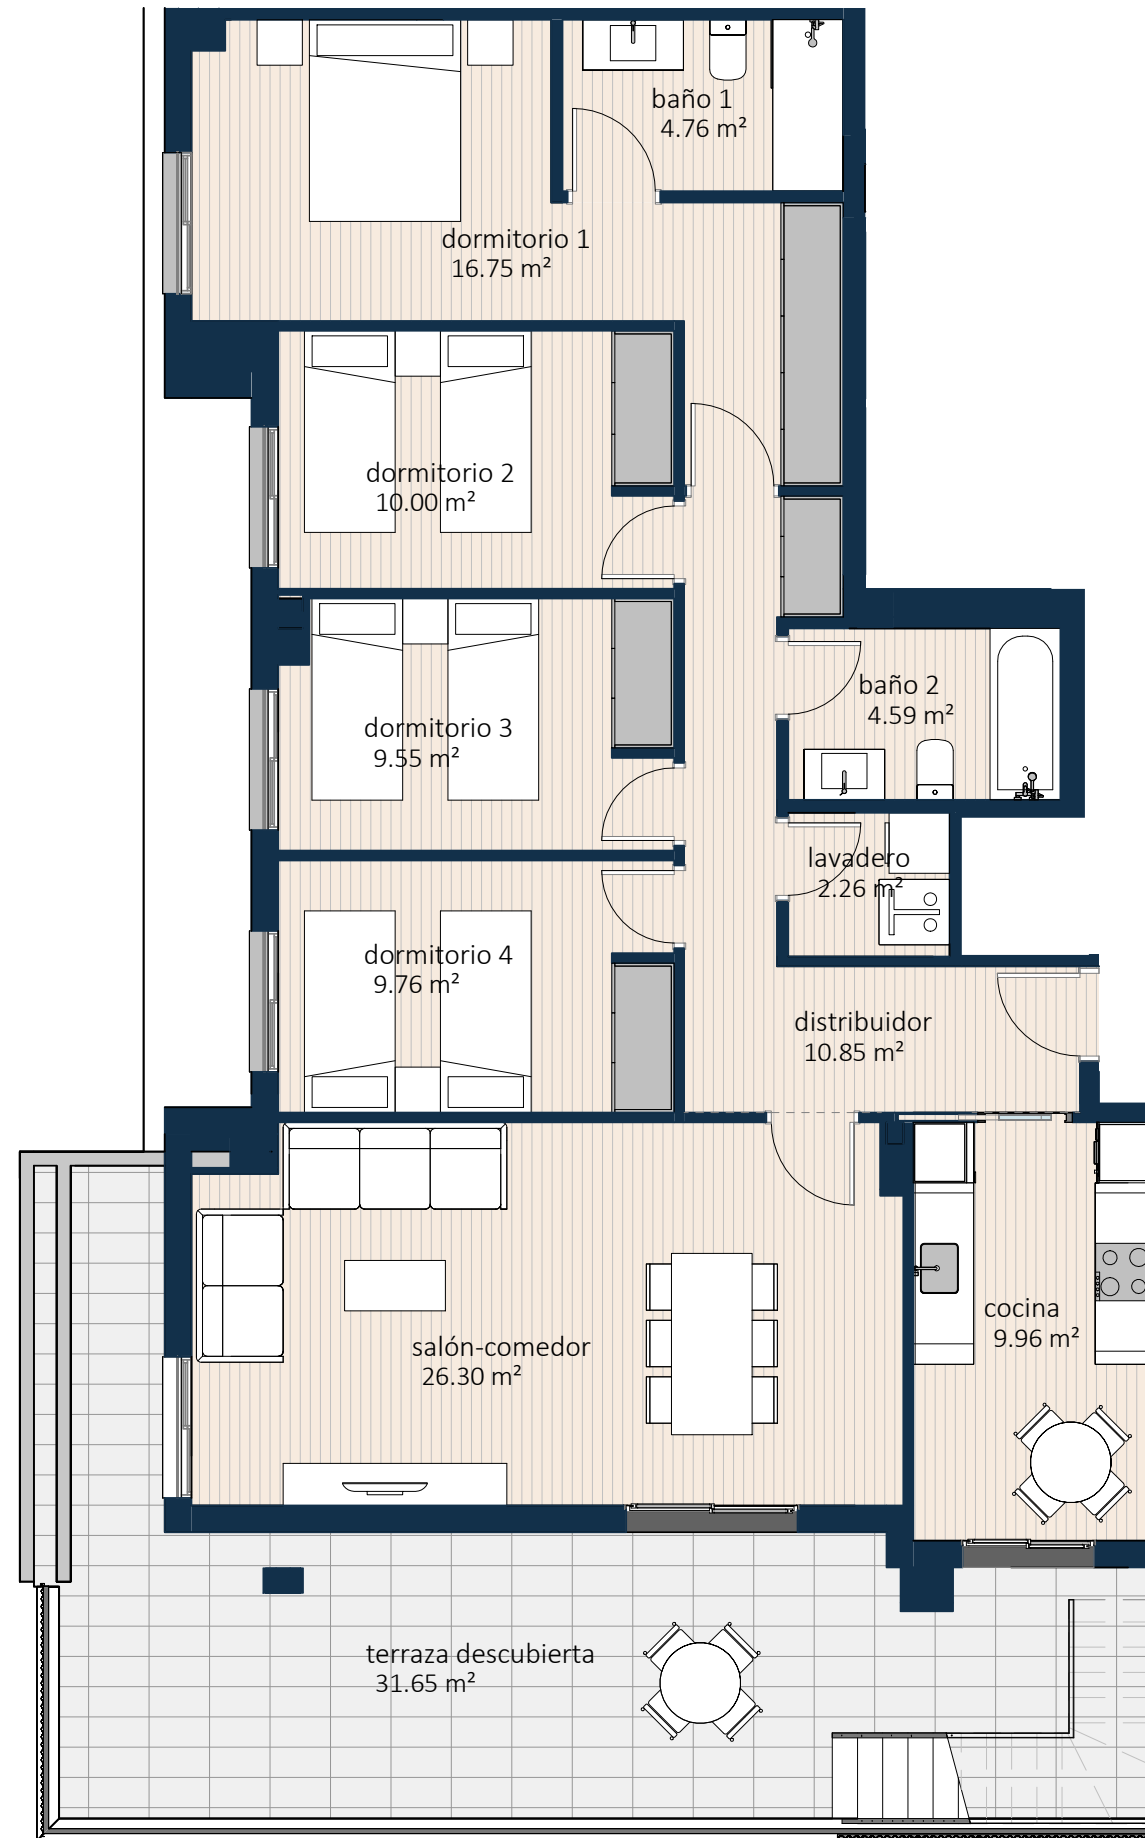 baño 1
4.76 m²
dormitorio 1
16.75 m²
dormitorio 2
10.00 m²
baño 2
4.59 m²
dormitorio 3
9.55 m²
lavadero
2.26 m²
dormitorio 4
9.76 m²
distribuidor
10.85 m²
cocina
9.96 m²
salón-comedor
26.30 m²
terraza descubierta
31.65 m²